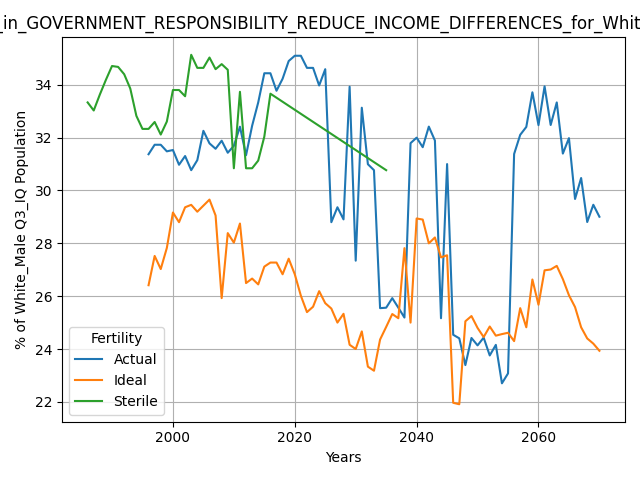 _in_GOVERNMENT_RESPONSIBILITY_REDUCE_INCOME_DIFFERENCES_for_Whit
% of White_Male Q3_IQ Population
34
32
30
28
26
24
22
Fertility
Actual
Ideal
Sterile
2000 2020 2040 2060
Years